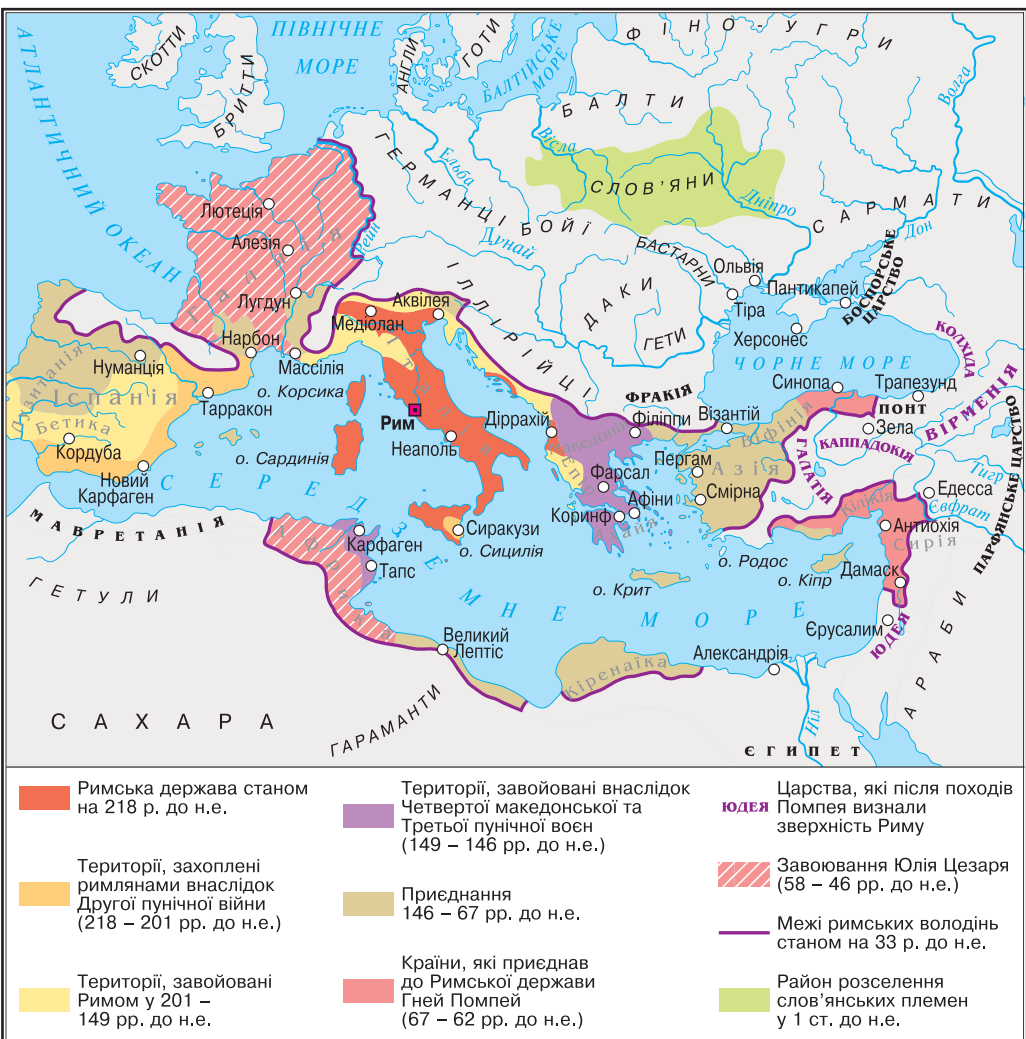 АТЛАНТИЧНИЙ ОКЕАН
СКОТТИ
БРИТТИ
ПІВНІЧНЕ
МОРЕ
АНГЛИ
ГОТИ
БАЛТІЙСЬКЕ
МОРЕ
ФІНО-УГРИ
БАЛТИ
Волга
Вісла
Ельба
ГЕРМАНЦІ
СЛОВ’ЯНИ
Дніпро
САРМАТИ
Дон
БОЙЇ
Дунай
Рейн
БАСТАРНИ
Лютеція
Алезія
Галлія
Лугдун
Нарбон
Массілія
Медіолан
Аквілея
ІЛЛІРІЙЦІ
ДАКИ
ГЕТИ
Ольвія
Тіра
Пантикапей
Херсонес
БОСПОРСЬКЕ
ЦАРСТВО
КОЛХІДА
ЧОРНЕ МОРЕ
Лузитанія
Нуманція
Іспанія
Бетика
Кордуба
Новий
Карфаген
Тарракон
о. Корсика
о. Сардинія
Італія
Рим
Неаполь
Діррахій
Македонія
Епір
ФРАКІЯ
Філіппи
Візантій
Віфінія
Синопа
Трапезунд
ПОНТ
Зела
ВІРМЕНІЯ
КАППАДОКІЯ
ГАЛАТІЯ
Пергам
Азія
Смірна
Фарсал
Афіни
Коринф
Ахайя
Кілікія
Едесса
Тигр
Євфрат
ПАРФЯНСЬКЕ ЦАРСТВО
Антиохія
Сирія
Дамаск
о. Родос
о. Кіпр
о. Крит
Сиракузи
о. Сицилія
СЕРЕДЗЕМНЕ МОРЕ
МАВРЕТАНІЯ
ГЕТУЛИ
Африка
Карфаген
Тапс
Великий
Лептіс
Кіренаїка
Александрія
Єрусалим
ЮДЕЯ
АРАБИ
Ніл
ЄГИПЕТ
САХАРА
ГАРАМАНТИ
Римська держава станом
на 218 р. до н.е.
Території, захоплені
римлянами внаслідок
Другої пунічної війни
(218 – 201 рр. до н.е.)
Території, завойовані
Римом у 201 –
149 рр. до н.е.
Території, завойовані внаслідок
Четвертої македонської та
Третьої пунічної воєн
(149 – 146 рр. до н.е.)
Приєднання
146 – 67 рр. до н.е.
Країни, які приєднав
до Римської держави
Гней Помпей
(67 – 62 рр. до н.е.)
ЮДЕЯ
Царства, які після походів
Помпея визнали
зверхність Риму
Завоювання Юлія Цезаря
(58 – 46 рр. до н.е.)
Межі римських володінь
станом на 33 р. до н.е.
Район розселення
слов’янських племен
у 1 ст. до н.е.